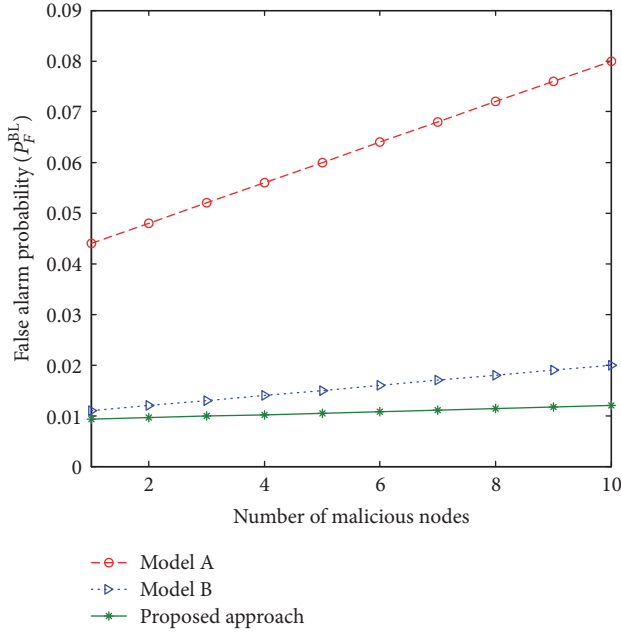 0.09
0.08
0.07
0.06
0.05
0.04
0.03
0.02
0.01
0
False alarm probability (P_F^BL)
2 4 6 8 10
Number of malicious nodes
Model A
Model B
Proposed approach